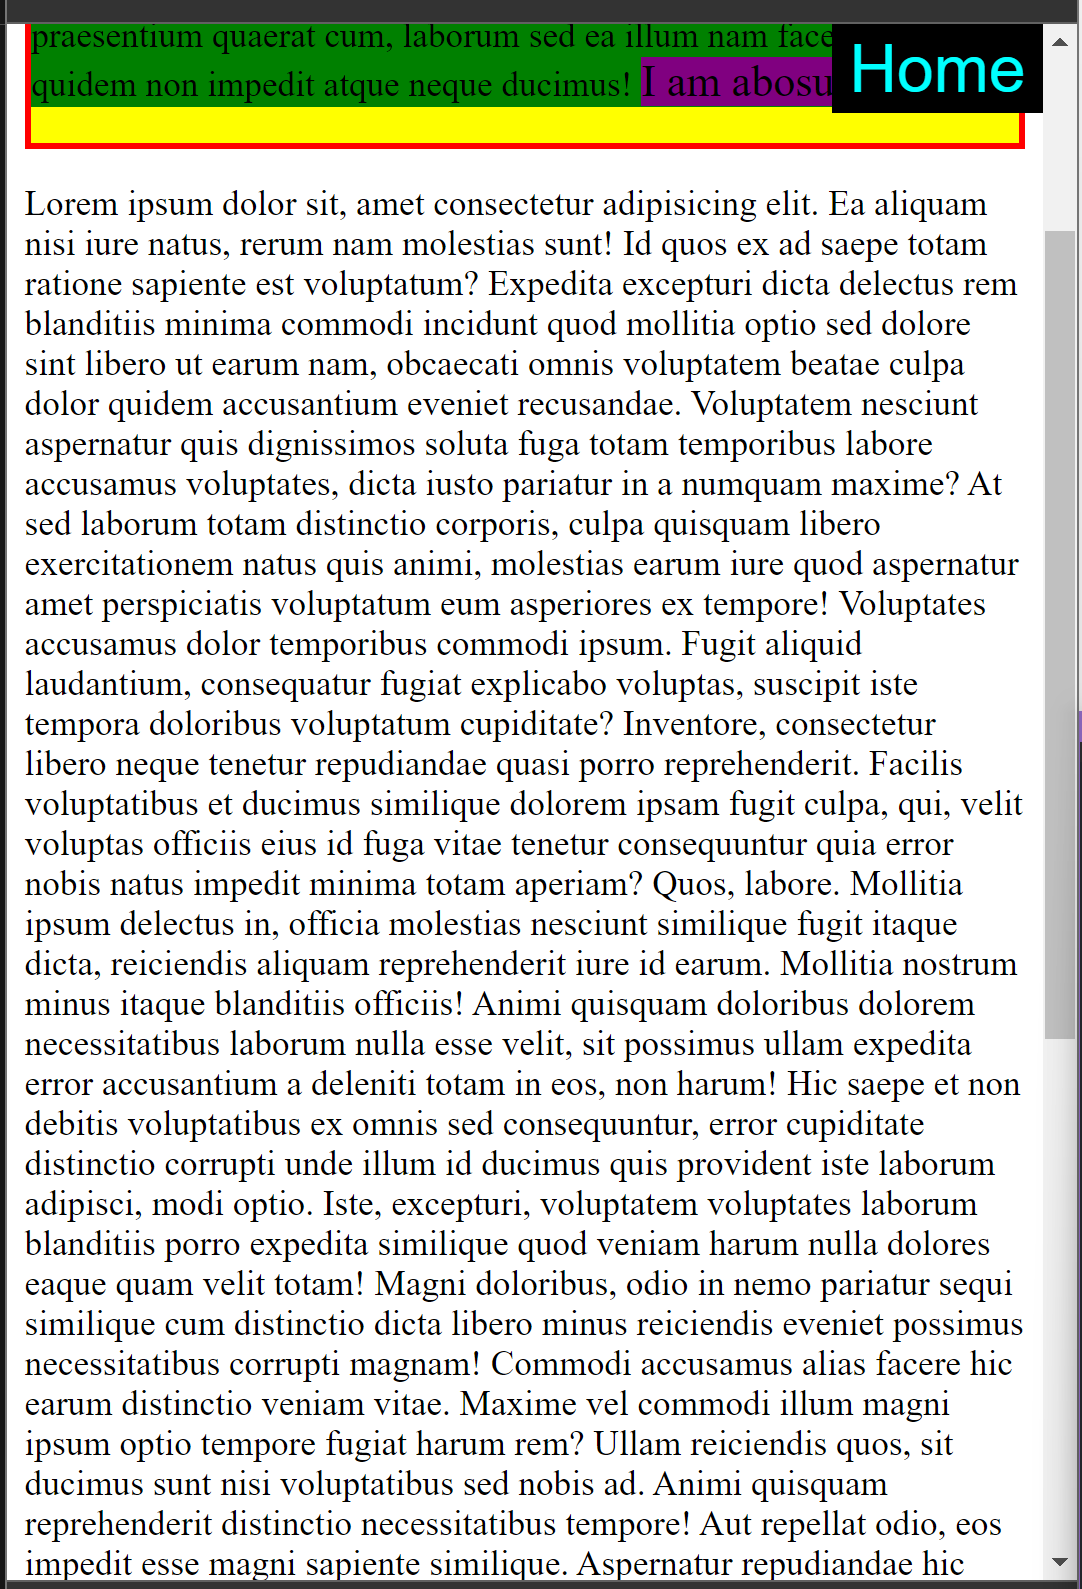 praesentium quaerat cum, laborum sed ea illum nam face
Home
quidem non impedit atque neque ducimus! I am abosu
Lorem ipsum dolor sit, amet consectetur adipisicing elit. Ea aliquam
nisi iure natus, rerum nam molestias sunt! Id quos ex ad saepe totam
ratione sapiente est voluptatum? Expedita excepturi dicta delectus rem
blanditiis minima commodi incidunt quod mollitia optio sed dolore
sint libero ut earum nam, obcaecati omnis voluptatem beatae culpa
dolor quidem accusantium eveniet recusandae. Voluptatem nesciunt
aspernatur quis dignissimos soluta fuga totam temporibus labore
accusamus voluptates, dicta iusto pariatur in a numquam maxime? At
sed laborum totam distinctio corporis, culpa quisquam libero
exercitationem natus quis animi, molestias earum iure quod aspernatur
amet perspiciatis voluptatum eum asperiores ex tempore! Voluptates
accusamus dolor temporibus commodi ipsum. Fugit aliquid
laudantium, consequatur fugiat explicabo voluptas, suscipit iste
tempora doloribus voluptatum cupiditate? Inventore, consectetur
libero neque tenetur repudiandae quasi porro reprehenderit. Facilis
voluptatibus et ducimus similique dolorem ipsam fugit culpa, qui, velit
voluptas officiis eius id fuga vitae tenetur consequuntur quia error
nobis natus impedit minima totam aperiam? Quos, labore. Mollitia
ipsum delectus in, officia molestias nesciunt similique fugit itaque
dicta, reiciendis aliquam reprehenderit iure id earum. Mollitia nostrum
minus itaque blanditiis officiis! Animi quisquam doloribus dolorem
necessitatibus laborum nulla esse velit, sit possimus ullam expedita
error accusantium a deleniti totam in eos, non harum! Hic saepe et non
debitis voluptatibus ex omnis sed consequuntur, error cupiditate
distinctio corrupti unde illum id ducimus quis provident iste laborum
adipisci, modi optio. Iste, excepturi, voluptatem voluptates laborum
blanditiis porro expedita similique quod veniam harum nulla dolores
eaque quam velit totam! Magni doloribus, odio in nemo pariatur sequi
similique cum distinctio dicta libero minus reiciendis eveniet possimus
necessitatibus corrupti magnam! Commodi accusamus alias facere hic
earum distinctio veniam vitae. Maxime vel commodi illum magni
ipsum optio tempore fugiat harum rem? Ullam reiciendis quos, sit
ducimus sunt nisi voluptatibus sed nobis ad. Animi quisquam
reprehenderit distinctio necessitatibus tempore! Aut repellat odio, eos
impedit esse magni sapiente similique. Aspernatur repudiandae hic